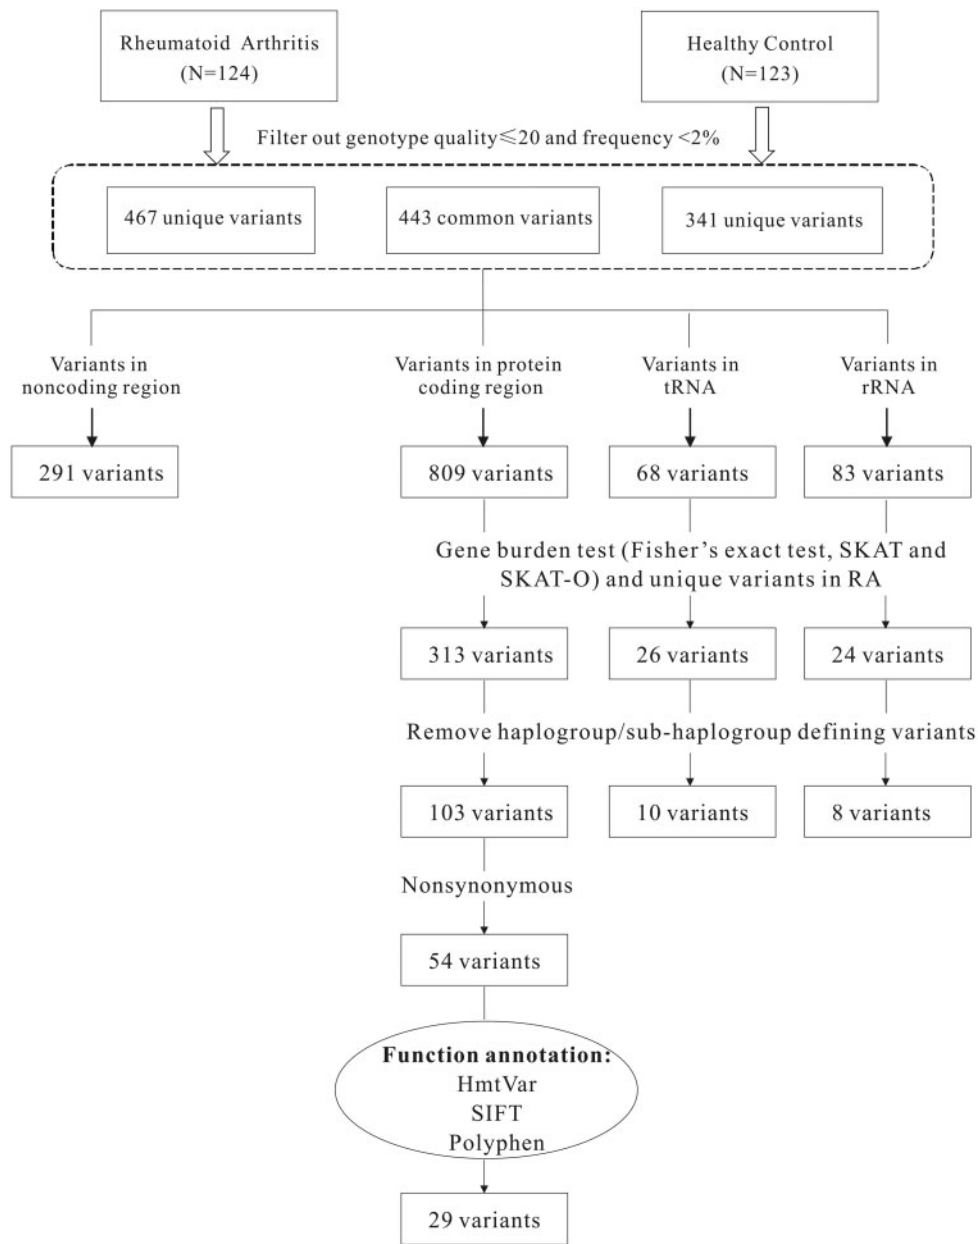 Rheumatoid Arthritis
(N=124)
Healthy Control
(N=123)
Filter out genotype quality≤20 and frequency <2%
467 unique variants
443 common variants
341 unique variants
Variants in
noncoding region
Variants in protein
coding region
Variants in
tRNA
Variants in
rRNA
291 variants
809 variants
68 variants
83 variants
Gene burden test (Fisher's exact test, SKAT and
SKAT-O) and unique variants in RA
313 variants
26 variants
24 variants
Remove haplogroup/sub-haplogroup defining variants
103 variants
10 variants
8 variants
Nonsynonymous
54 variants
Function annotation:
HmtVar
SIFT
Polyphen
29 variants